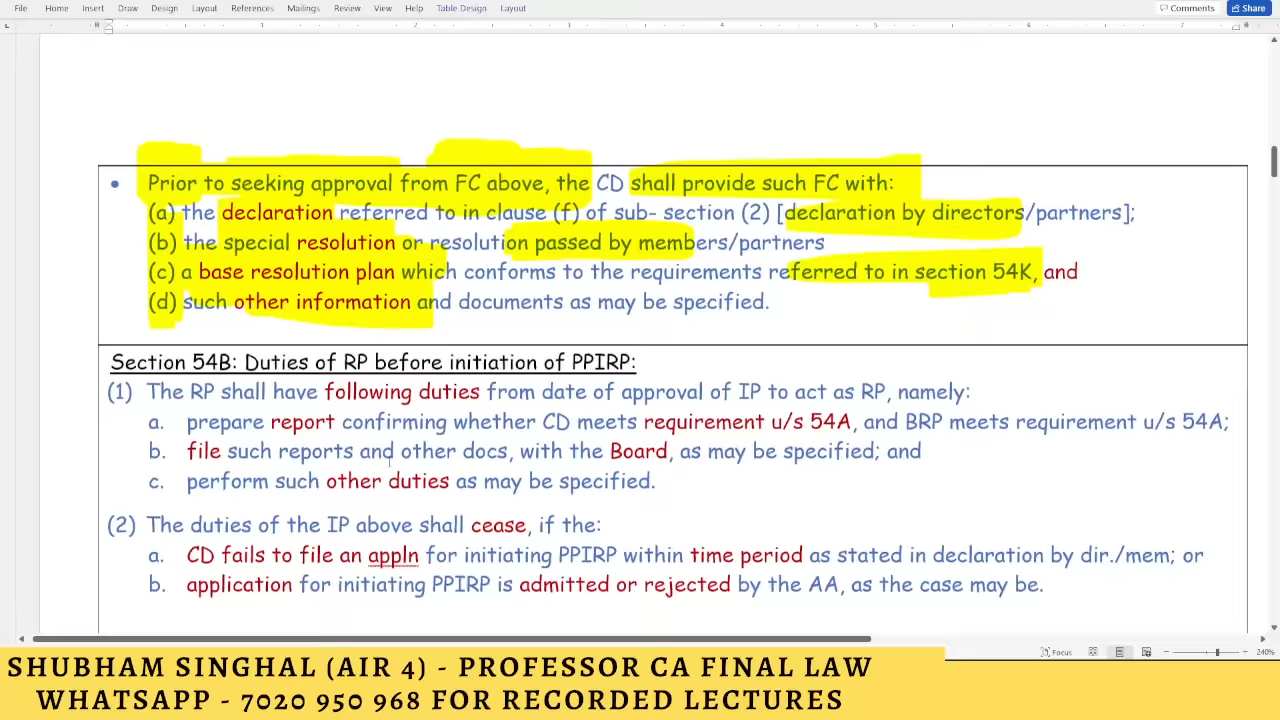 File Home Insert Draw Design Layout References Mailings Review View Help Table Design Layout Comments Share
• Prior to seeking approval from FC above, the CD shall provide such FC with:
(a) the declaration referred to in clause (f) of sub- section (2) [declaration by directors/partners];
(b) the special resolution or resolution passed by members/partners
(c) a base resolution plan which conforms to the requirements referred to in section 54K, and
(d) such other information and documents as may be specified.
Section 54B: Duties of RP before initiation of PPIRP:
(1) The RP shall have following duties from date of approval of IP to act as RP, namely:
a. prepare report confirming whether CD meets requirement u/s 54A, and BRP meets requirement u/s 54A;
b. file such reports and other docs, with the Board, as may be specified; and
c. perform such other duties as may be specified.
(2) The duties of the IP above shall cease, if the:
a. CD fails to file an appln for initiating PPIRP within time period as stated in declaration by dir./mem; or
b. application for initiating PPIRP is admitted or rejected by the AA, as the case may be.
Focus 240%
SHUBHAM SINGHAL (AIR 4) - PROFESSOR CA FINAL LAW
WHATSAPP - 7020 950 968 FOR RECORDED LECTURES